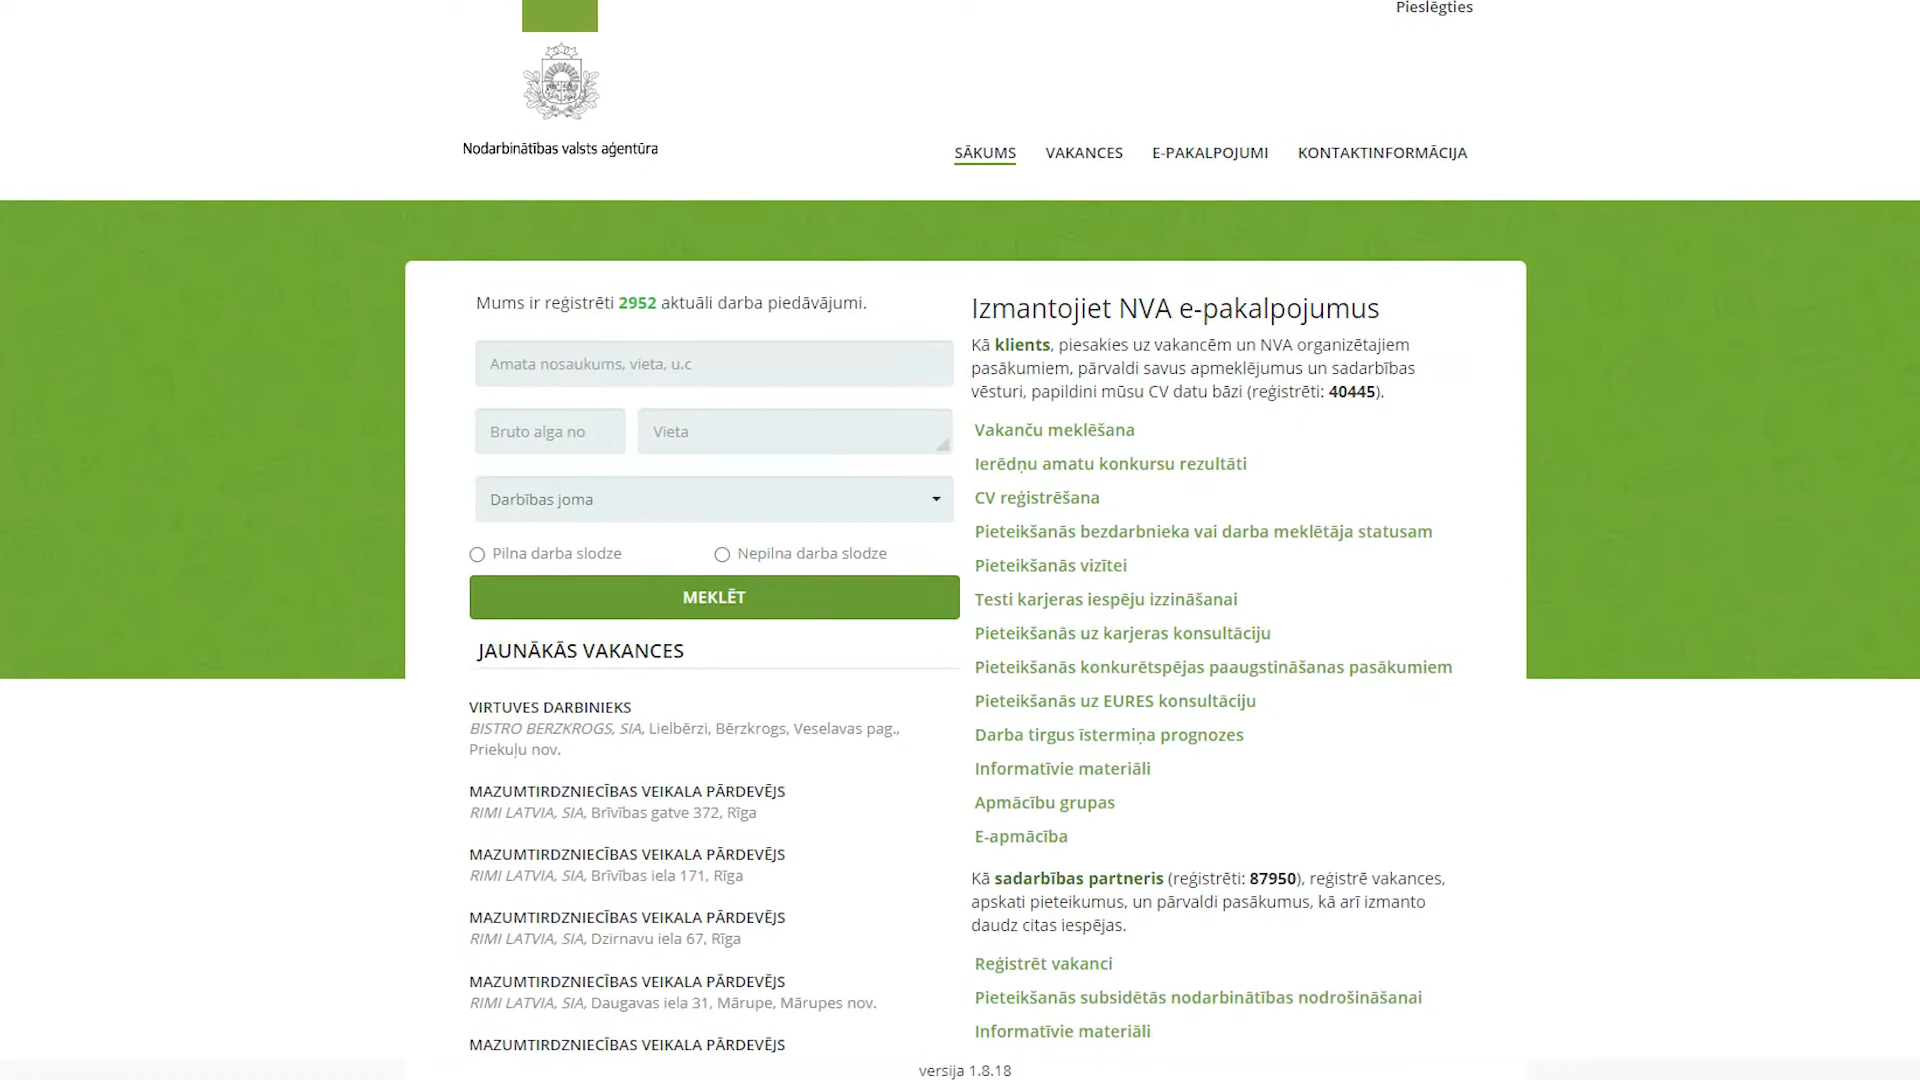 Pieslēgties
Nodarbinātības valsts aģentūra
SĀKUMS
VAKANCES
E-PAKALPOJUMI
KONTAKTINFORMĀCIJA
Mums ir reģistrēti 2952 aktuāli darba piedāvājumi.
Amata nosaukums, vieta, u.c
Bruto alga no
Vieta
Darbības joma
Pilna darba slodze
Nepilna darba slodze
MEKLĒT
JAUNĀKĀS VAKANCES
VIRTUVES DARBINIEKS
BISTRO BERZKROGS, SIA, Lielbērzi, Bērzkrogs, Veselavas pag.,
Priekuļu nov.
MAZUMTIRDZNIECĪBAS VEIKALA PĀRDEVĒJS
RIMI LATVIA, SIA, Brīvības gatve 372, Rīga
MAZUMTIRDZNIECĪBAS VEIKALA PĀRDEVĒJS
RIMI LATVIA, SIA, Brīvības iela 171, Rīga
MAZUMTIRDZNIECĪBAS VEIKALA PĀRDEVĒJS
RIMI LATVIA, SIA, Dzirnavu iela 67, Rīga
MAZUMTIRDZNIECĪBAS VEIKALA PĀRDEVĒJS
RIMI LATVIA, SIA, Daugavas iela 31, Mārupe, Mārupes nov.
MAZUMTIRDZNIECĪBAS VEIKALA PĀRDEVĒJS
Izmantojiet NVA e-pakalpojumus
Kā klients, piesakies uz vakancēm un NVA organizētajiem
pasākumiem, pārvaldi savus apmeklējumus un sadarbības
vēsturi, papildini mūsu CV datu bāzi (reģistrēti: 40445).
Vakanču meklēšana
Ierēdņu amatu konkursu rezultāti
CV reģistrēšana
Pieteikšanās bezdarbnieka vai darba meklētāja statusam
Pieteikšanās vizītei
Testi karjeras iespēju izzināšanai
Pieteikšanās uz karjeras konsultāciju
Pieteikšanās konkurētspējas paaugstināšanas pasākumiem
Pieteikšanās uz EURES konsultāciju
Darba tirgus īstermiņa prognozes
Informatīvie materiāli
Apmācību grupas
E-apmācība
Kā sadarbības partneris (reģistrēti: 87950), reģistrē vakances,
apskati pieteikumus, un pārvaldi pasākumus, kā arī izmanto
daudz citas iespējas.
Reģistrēt vakanci
Pieteikšanās subsidētās nodarbinātības nodrošināšanai
Informatīvie materiāli
versija 1.8.18